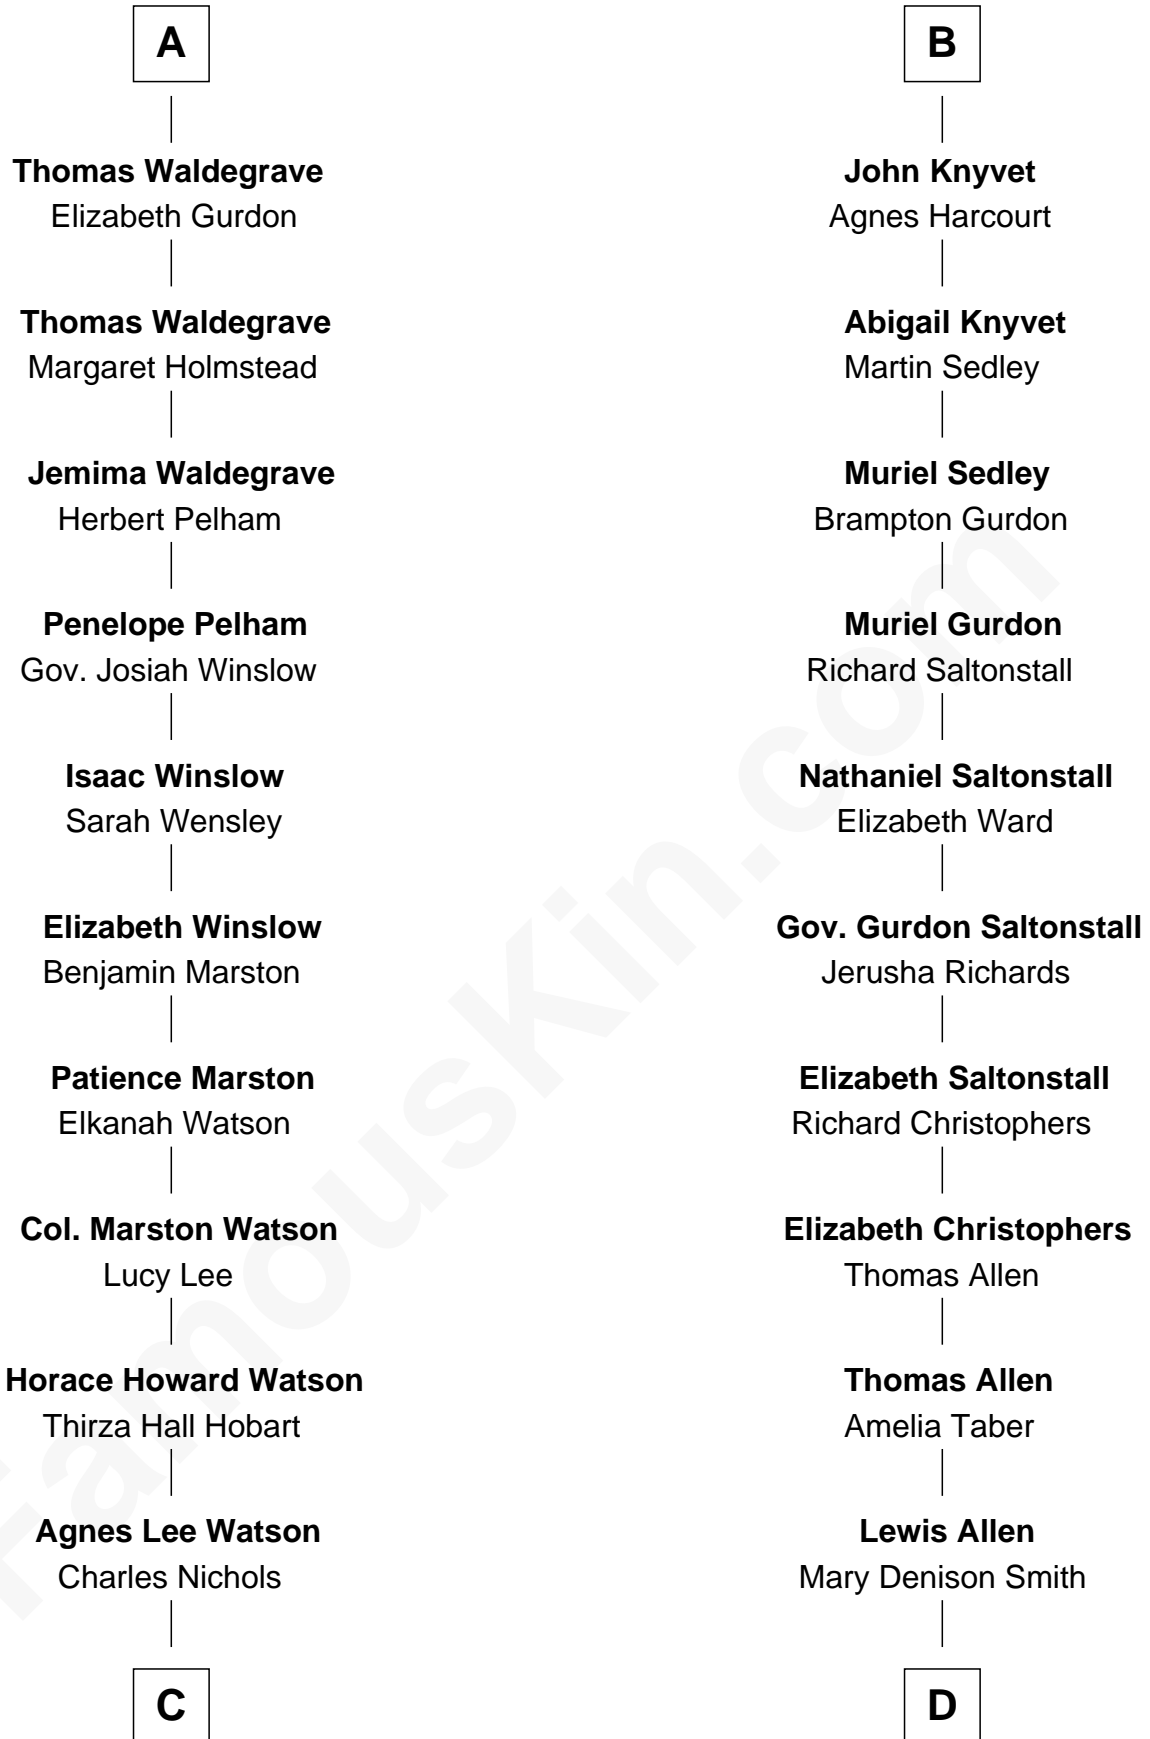 A
Thomas Waldegrave
Elizabeth Gurdon
Thomas Waldegrave
Margaret Holmstead
Jemima Waldegrave
Herbert Pelham
Penelope Pelham
Gov. Josiah Winslow
Isaac Winslow
Sarah Wensley
Elizabeth Winslow
Benjamin Marston
Patience Marston
Elkanah Watson
Col. Marston Watson
Lucy Lee
Horace Howard Watson
Thirza Hall Hobart
Agnes Lee Watson
Charles Nichols
C
B
John Knyvet
Agnes Harcourt
Abigail Knyvet
Martin Sedley
Muriel Sedley
Brampton Gurdon
Muriel Gurdon
Richard Saltonstall
Nathaniel Saltonstall
Elizabeth Ward
Gov. Gurdon Saltonstall
Jerusha Richards
Elizabeth Saltonstall
Richard Christophers
Elizabeth Christophers
Thomas Allen
Thomas Allen
Amelia Taber
Lewis Allen
Mary Denison Smith
D
FamousKin.com